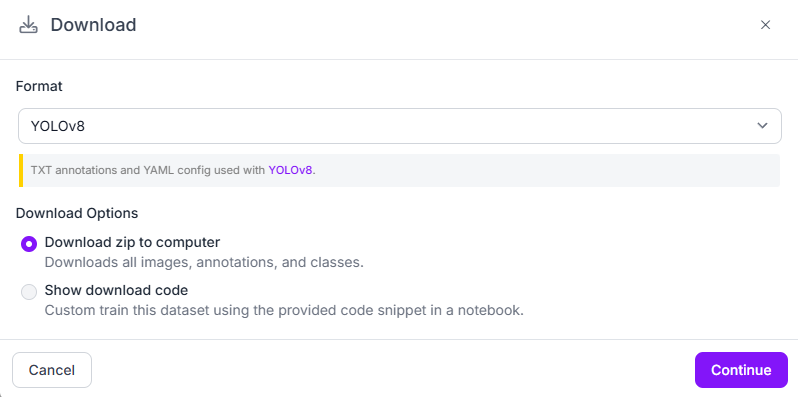 Download
Format
YOLOv8
TXT annotations and YAML config used with YOLOv8.
Download Options
Download zip to computer
Downloads all images, annotations, and classes.
Show download code
Custom train this dataset using the provided code snippet in a notebook.
Cancel
Continue